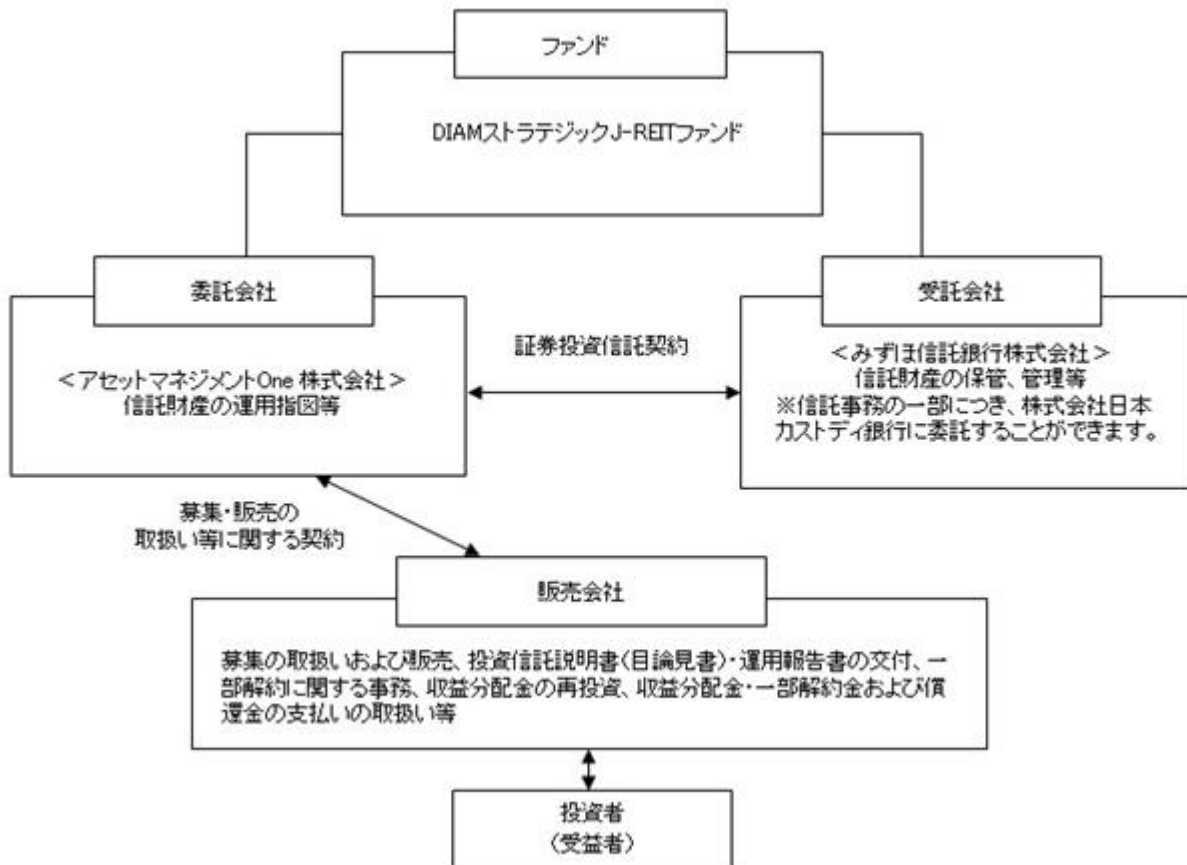 ファンド
DIAMストラテジックJ-REITファンド
委託会社
＜アセットマネジメントOne 株式会社＞
信託財産の運用指図等
証券投資信託契約
受託会社
＜みずほ信託銀行株式会社＞
信託財産の保管、管理等
※信託事務の一部につき、株式会社日本
カストディ銀行に委託することができます。
募集・販売の
取扱い等に関する契約
販売会社
募集の取扱いおよび販売、投資信託説明書(目論見書)・運用報告書の交付、一
部解約に関する事務、収益分配金の再投資、収益分配金・一部解約金および償
還金の支払いの取扱い等
投資者
（受益者）